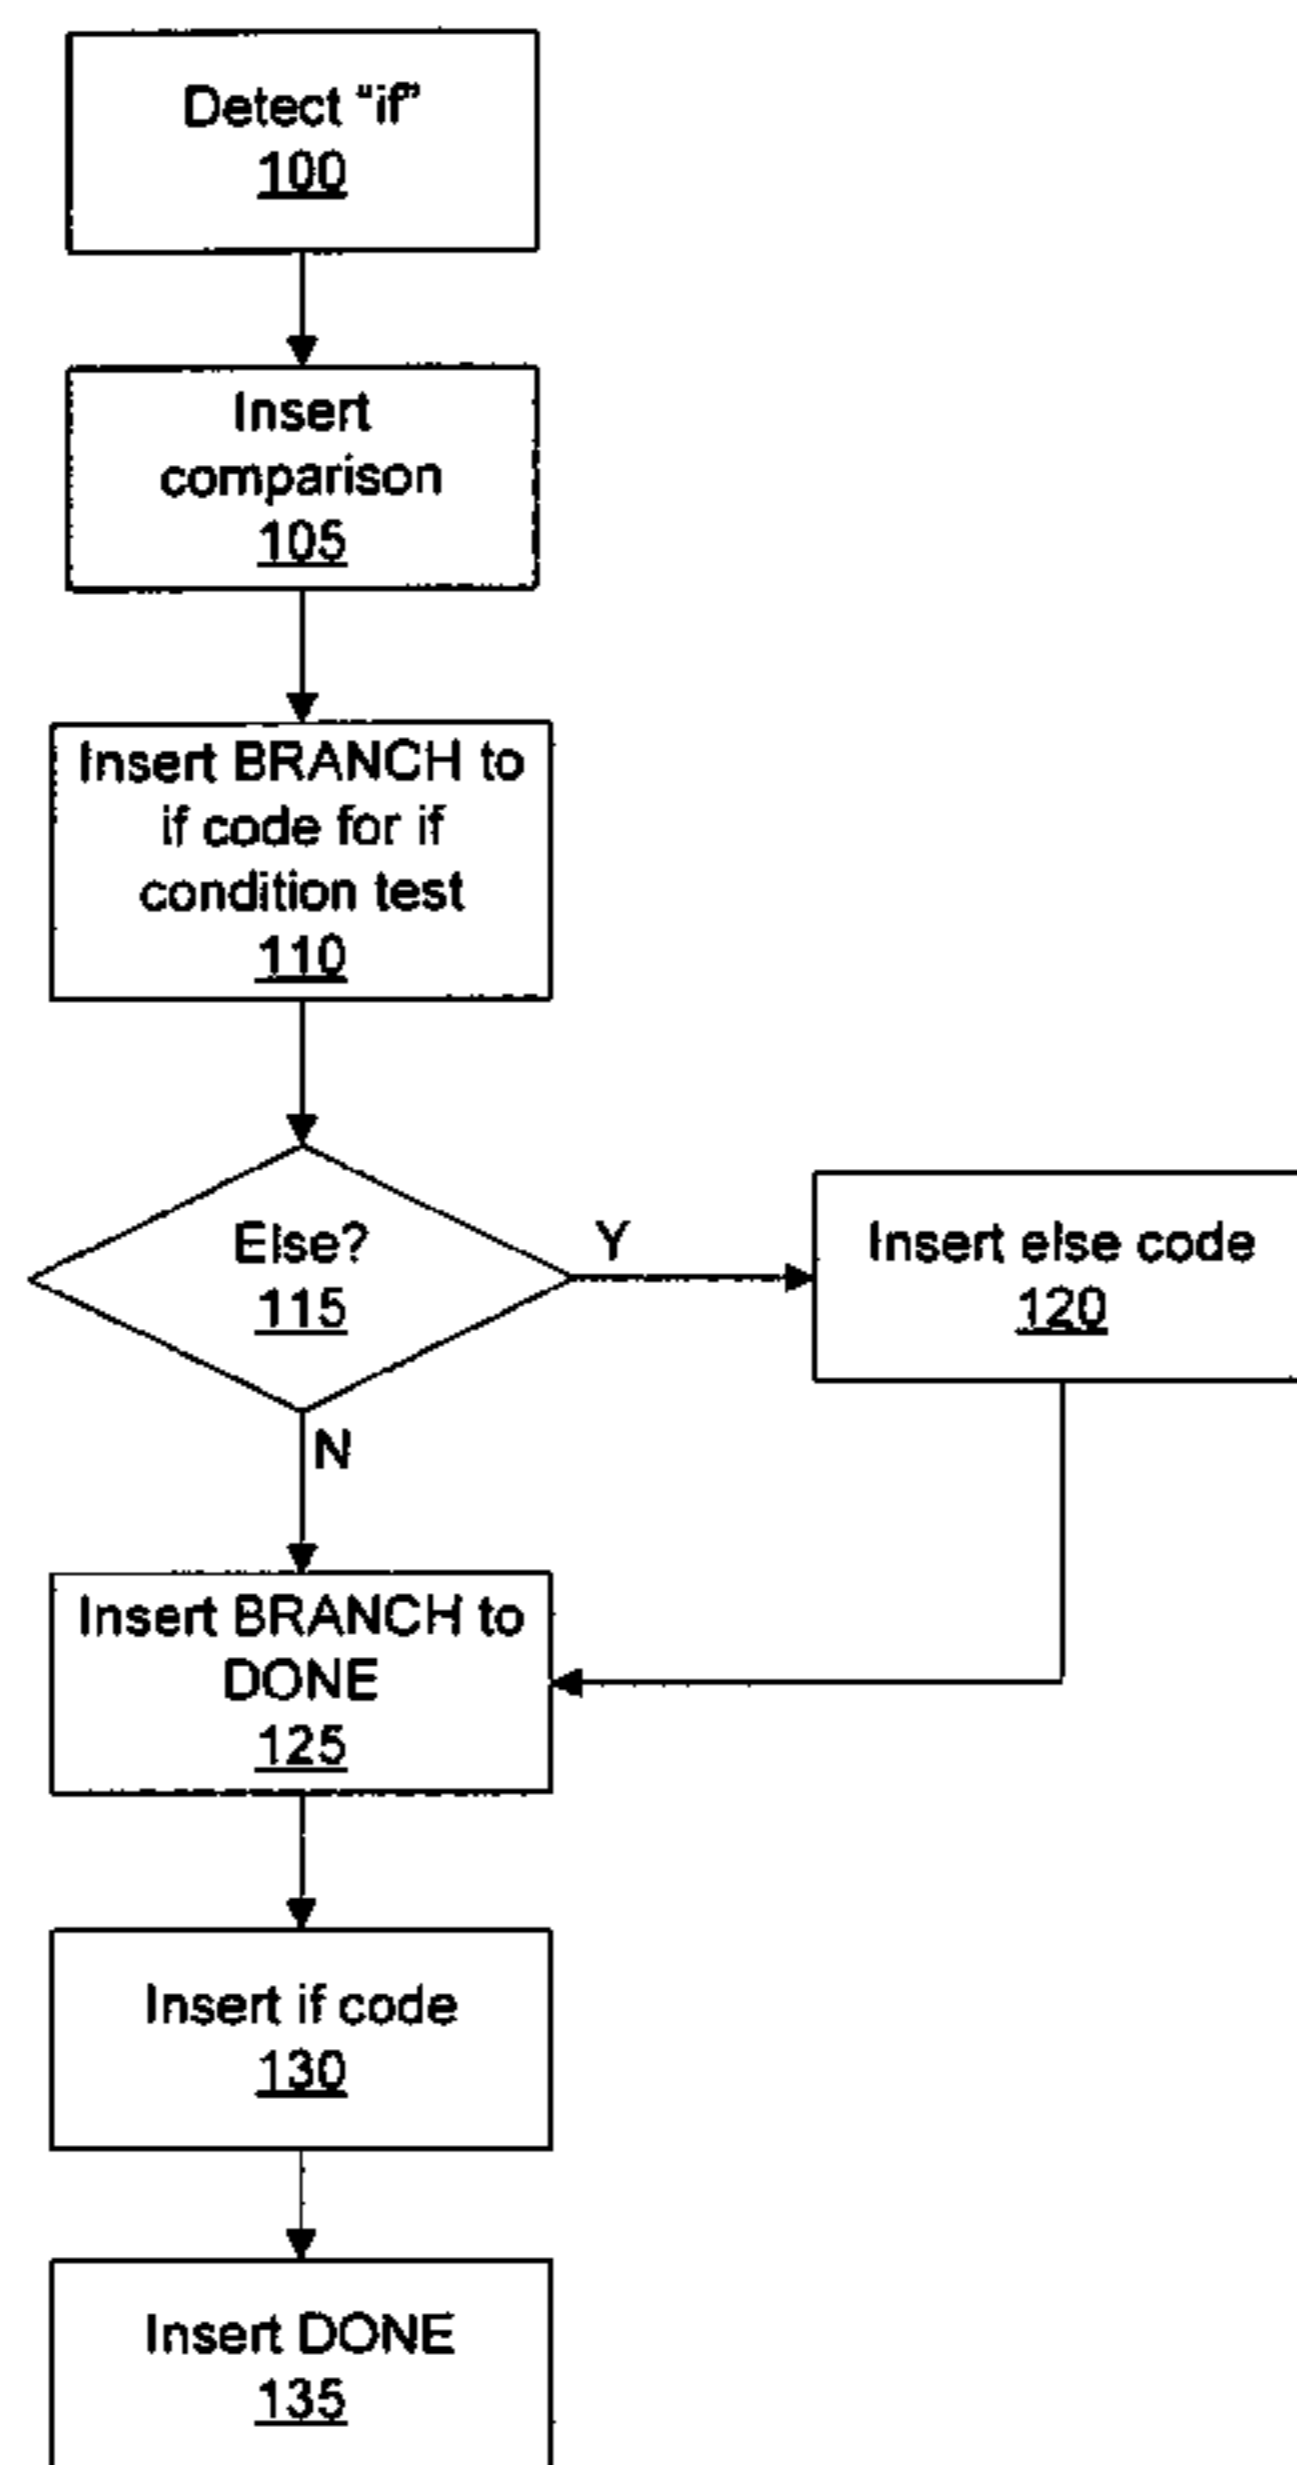 Detect “if”
100
Insert
comparison
105
Insert BRANCH to
if code for if
condition test
110
Else?
115
Y
Insert else code
120
N
Insert BRANCH to
DONE
125
Insert if code
130
Insert DONE
135